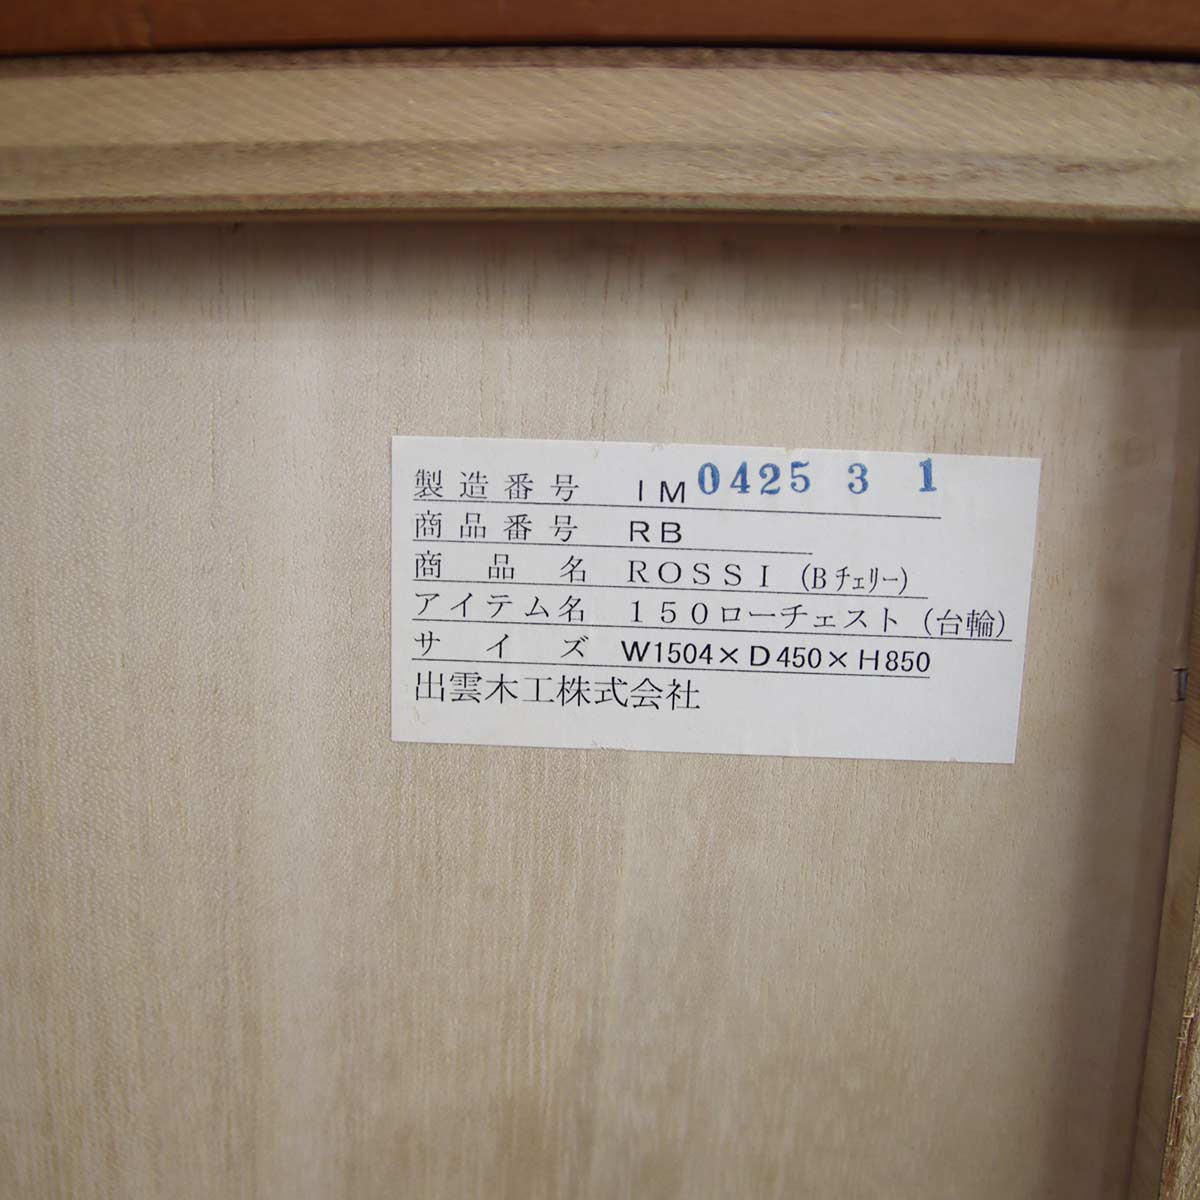 製造番号 IM 0425 3 1
商品番号 RB
商品名 ROSSI (Bチェリー)
アイテム名 150ローチェスト (台輪)
サイズ W1504×D450×H850
出雲木工株式会社